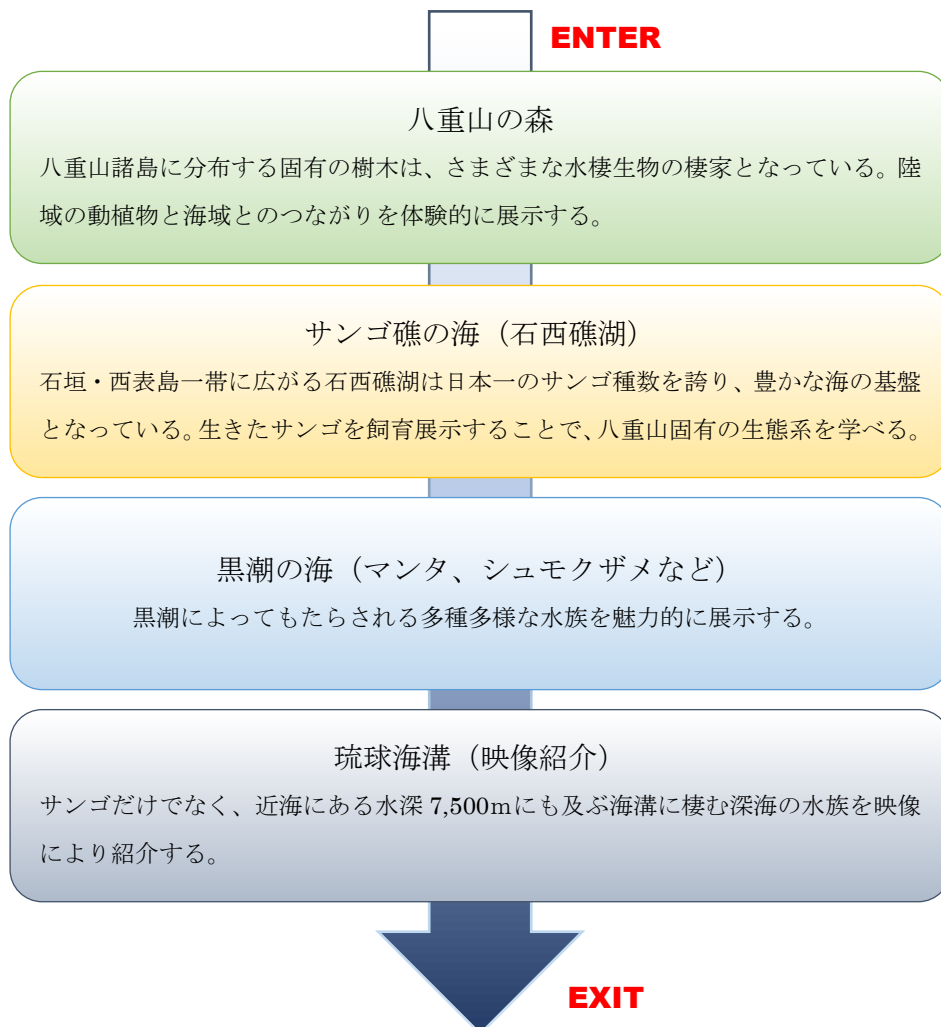 ENTER
八重山の森
八重山諸島に分布する固有の樹木は、さまざまな水棲生物の棲家となっている。陸
域の動植物と海域とのつながりを体験的に展示する。
サンゴ礁の海（石西礁湖）
石垣・西表島一帯に広がる石西礁湖は日本一のサンゴ種数を誇り、豊かな海の基盤
となっている。生きたサンゴを飼育展示することで、八重山固有の生態系を学べる。
黒潮の海（マンタ、シュモクザメなど）
黒潮によってもたらされる多種多様な水族を魅力的に展示する。
琉球海溝（映像紹介）
サンゴだけでなく、近海にある水深 7,500ｍにも及ぶ海溝に棲む深海の水族を映像
により紹介する。
EXIT